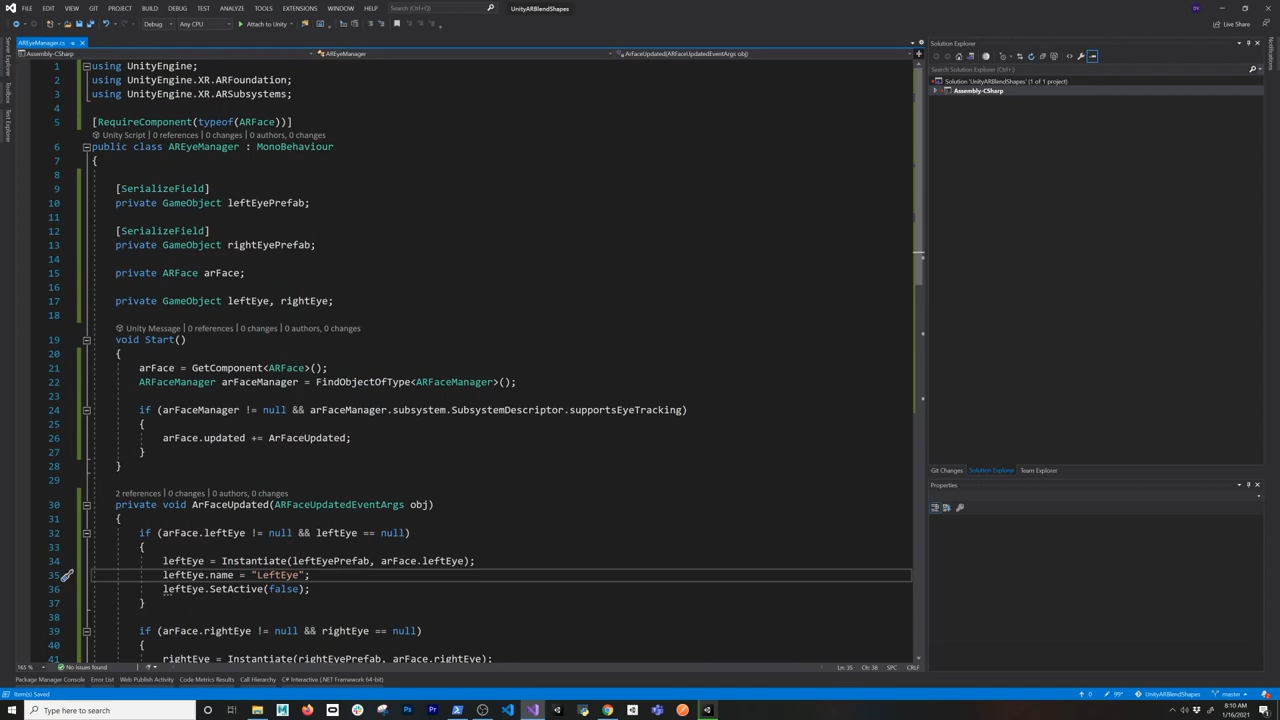 FILE EDIT VIEW GIT PROJECT BUILD DEBUG TEST ANALYZE TOOLS EXTENSIONS WINDOW HELP Search (Ctrl+Q) UnityARBlendShapes DV
Debug Any CPU Attach to Unity Live Share
AREyeManager.cs
Assembly-CSharp AREyeManager ArFaceUpdated(ARFaceUpdatedEventArgs obj)
Server Explorer
Toolbox
Test Explorer
1 using UnityEngine;
2 using UnityEngine.XR.ARFoundation;
3 using UnityEngine.XR.ARSubsystems;
4
5 [RequireComponent(typeof(ARFace))]
Unity Script | 0 references | 0 changes | 0 authors, 0 changes
6 public class AREyeManager : MonoBehaviour
7 {
8
9 [SerializeField]
10 private GameObject leftEyePrefab;
11
12 [SerializeField]
13 private GameObject rightEyePrefab;
14
15 private ARFace arFace;
16
17 private GameObject leftEye, rightEye;
18
Unity Message | 0 references | 0 changes | 0 authors, 0 changes
19 void Start()
20 {
21 arFace = GetComponent<ARFace>();
22 ARFaceManager arFaceManager = FindObjectOfType<ARFaceManager>();
23
24 if (arFaceManager != null && arFaceManager.subsystem.SubsystemDescriptor.supportsEyeTracking)
25 {
26 arFace.updated += ArFaceUpdated;
27 }
28 }
29
2 references | 0 changes | 0 authors, 0 changes
30 private void ArFaceUpdated(ARFaceUpdatedEventArgs obj)
31 {
32 if (arFace.leftEye != null && leftEye == null)
33 {
34 leftEye = Instantiate(leftEyePrefab, arFace.leftEye);
35 leftEye.name = "LeftEye";
36 leftEye.SetActive(false);
37 }
38
39 if (arFace.rightEye != null && rightEye == null)
40 {
41 rightEye = Instantiate(rightEyePrefab, arFace.rightEye);
165 % No issues found Ln: 35 Ch: 38 SPC CRLF
Solution Explorer
Search Solution Explorer (Ctrl+;)
Solution 'UnityARBlendShapes' (1 of 1 project)
Assembly-CSharp
Git Changes Solution Explorer Team Explorer
Properties
Notifications
Package Manager Console Error List Web Publish Activity Code Metrics Results Call Hierarchy C# Interactive (.NET Framework 64-bit)
Item(s) Saved 0 99+ UnityARBlendShapes master
Type here to search 8:10 AM
1/16/2021